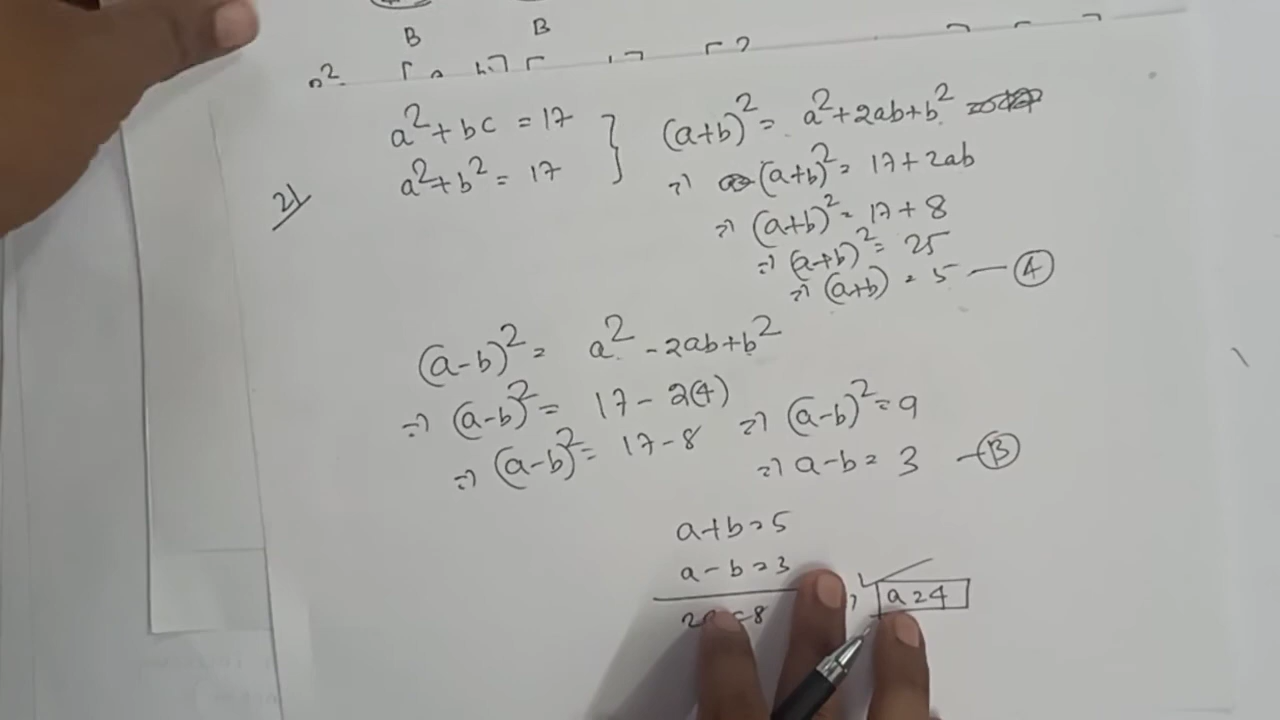 B B
a²+bc = 17
a²+b² = 17
21
(a+b)² = a²+2ab+b²
=) (a+b)² = 17+2ab
=) (a+b)² = 17+8
=) (a+b)² = 25
=) (a+b) = 5 — A
(a-b)² = a² - 2ab+b²
=) (a-b)² = 17-2(4)
=) (a-b)² = 17-8
=) (a-b)² = 9
=) a-b = 3 — B
a+b = 5
a-b = 3
a = 4